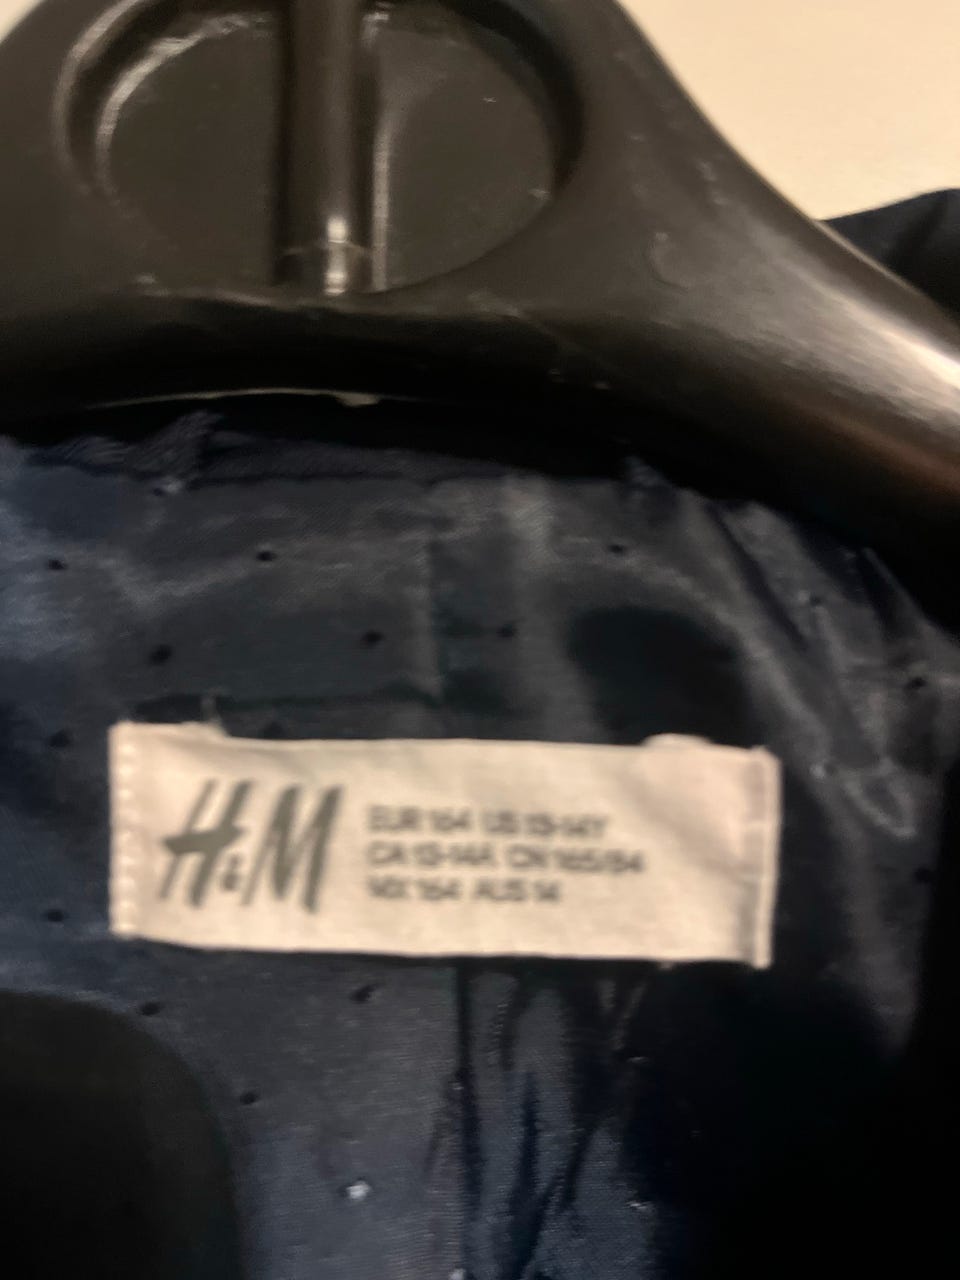 H&M
EUR 164 US 13-14Y
CA 13-14A CN 165/84
MX 164 AUS 14